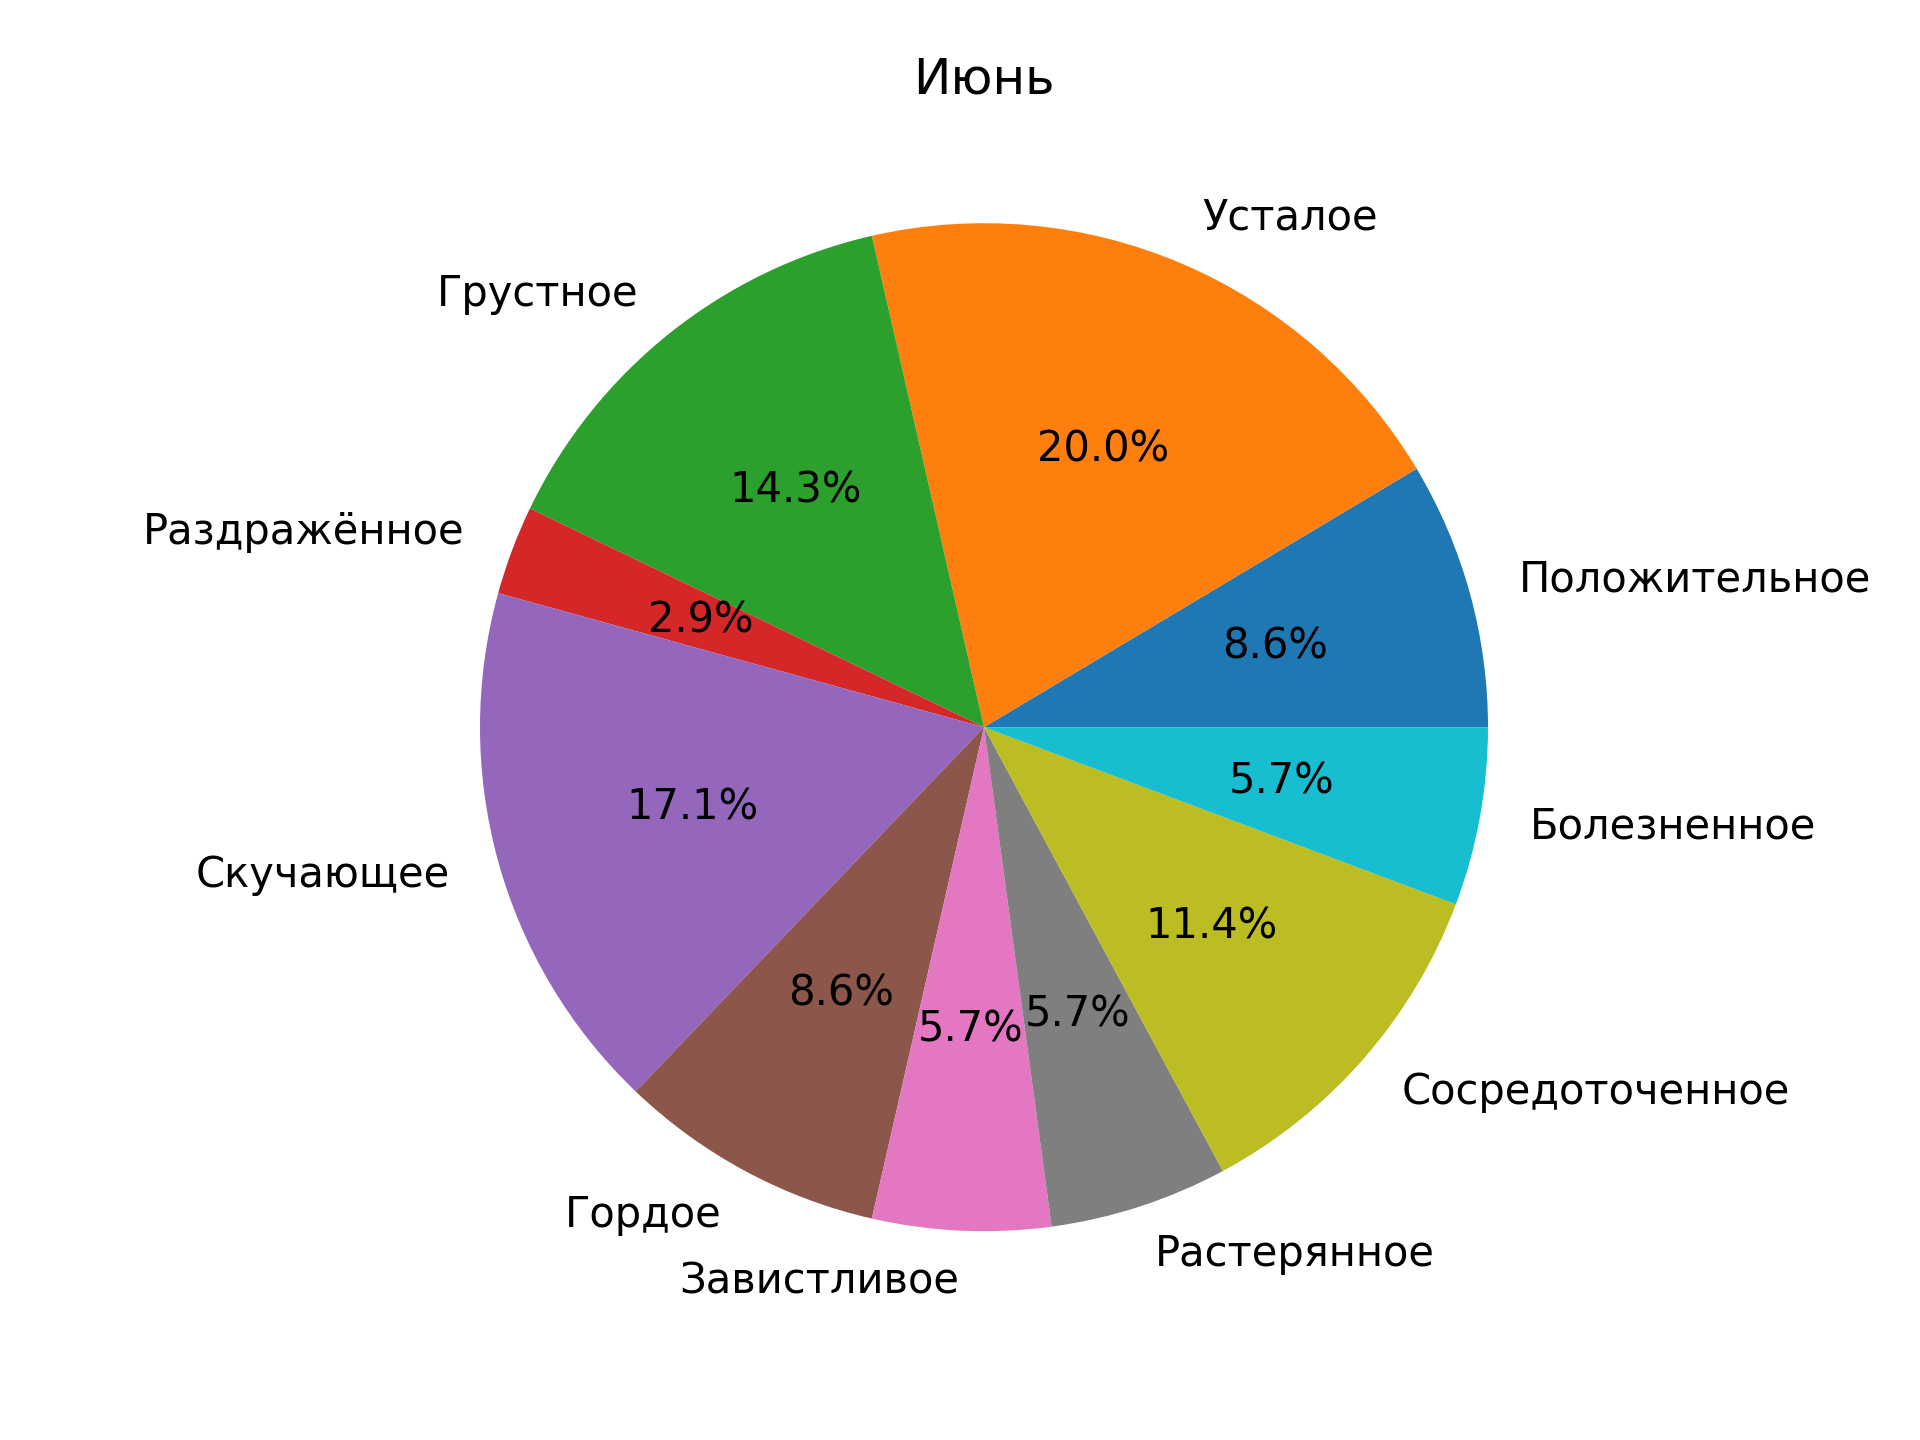 Июнь
Усталое
Грустное
20.0%
14.3%
Раздражённое
Положительное
2.9%
8.6%
5.7%
17.1%
Болезненное
Скучающее
11.4%
8.6%
5.7%
5.7%
Сосредоточенное
Гордое
Растерянное
Завистливое